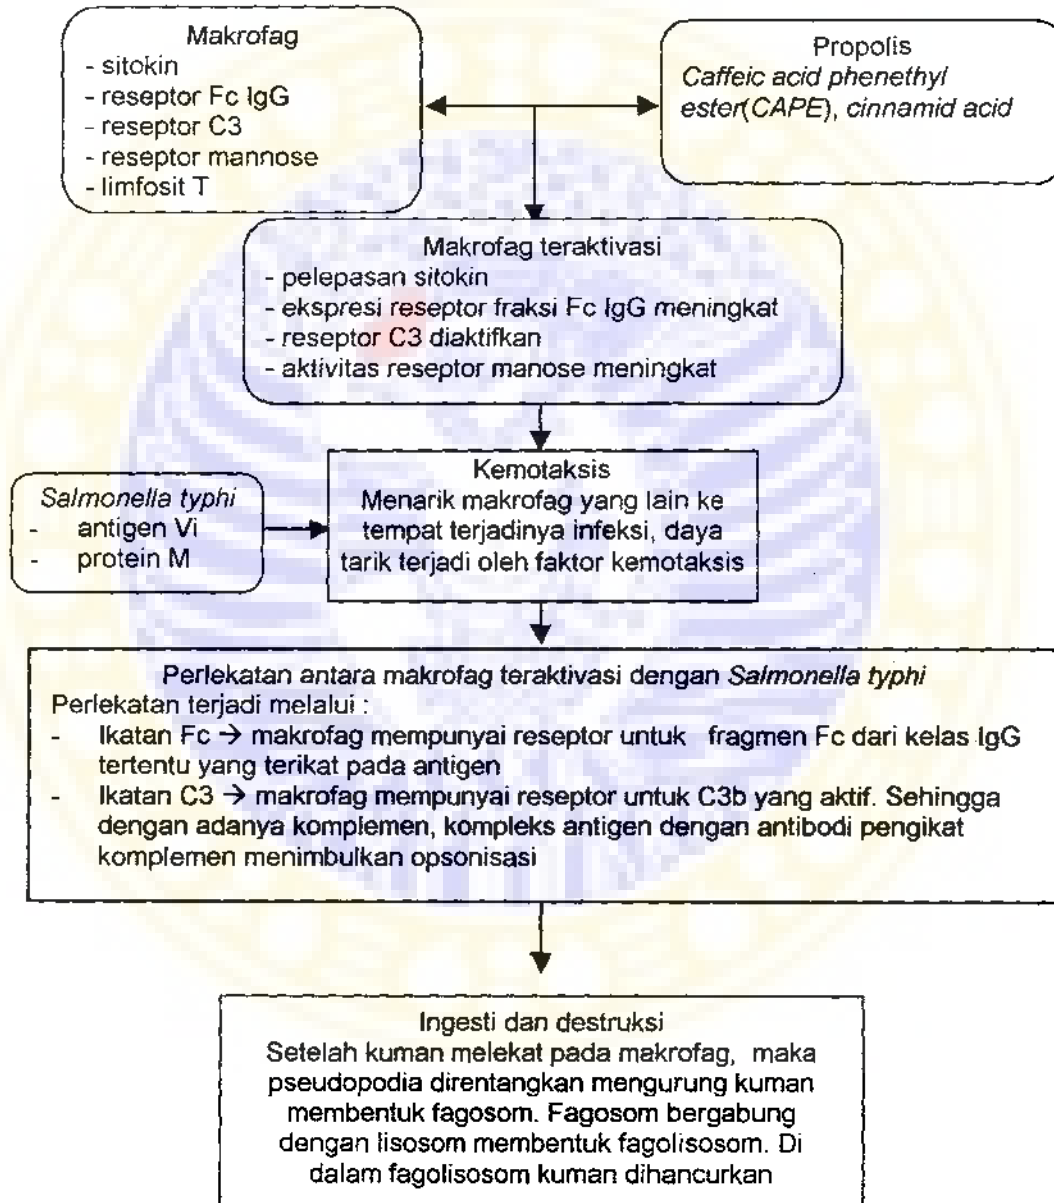 Makrofag
- sitokin
- reseptor Fc IgG
- reseptor C3
- reseptor mannose
- limfosit T
Propolis
Caffeic acid phenethyl
ester(CAPE), cinnamid acid
Makrofag teraktivasi
- pelepasan sitokin
- ekspresi reseptor fraksi Fc IgG meningkat
- reseptor C3 diaktifkan
- aktivitas reseptor manose meningkat
Salmonella typhi
- antigen Vi
- protein M
Kemotaksis
Menarik makrofag yang lain ke
tempat terjadinya infeksi, daya
tarik terjadi oleh faktor kemotaksis
Perlekatan antara makrofag teraktivasi dengan Salmonella typhi
Perlekatan terjadi melalui :
- Ikatan Fc → makrofag mempunyai reseptor untuk fragmen Fc dari kelas IgG
tertentu yang terikat pada antigen
- Ikatan C3 → makrofag mempunyai reseptor untuk C3b yang aktif. Sehingga
dengan adanya komplemen, kompleks antigen dengan antibodi pengikat
komplemen menimbulkan opsonisasi
Ingesti dan destruksi
Setelah kuman melekat pada makrofag, maka
pseudopodia direntangkan mengurung kuman
membentuk fagosom. Fagosom bergabung
dengan lisosom membentuk fagolisosom. Di
dalam fagolisosom kuman dihancurkan